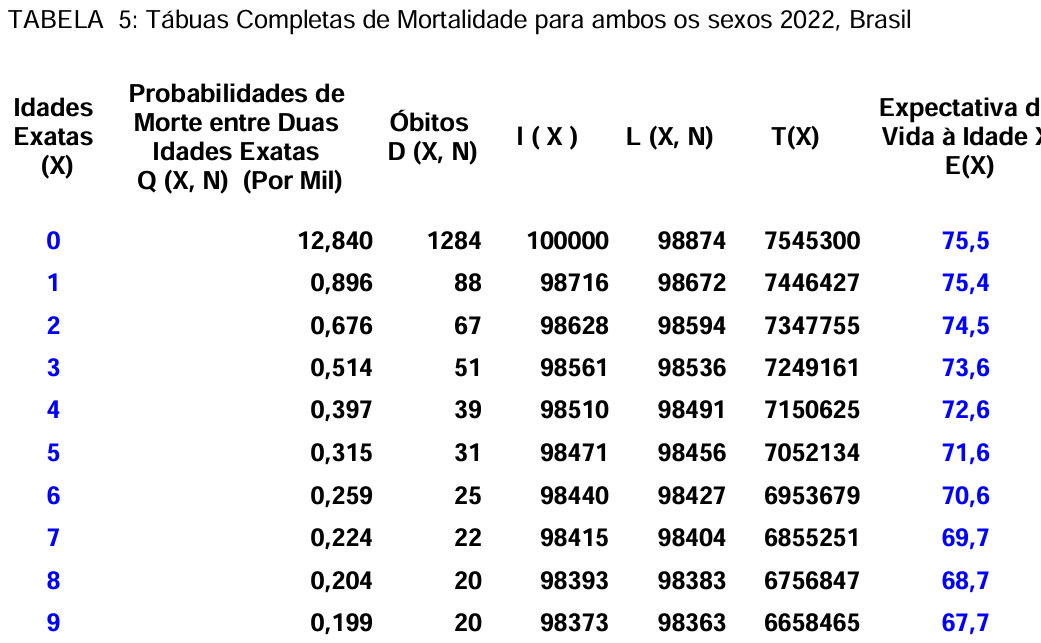 TABELA 5: Tábuas Completas de Mortalidade para ambos os sexos 2022, Brasil
Idades Exatas (X) Probabilidades de Morte entre Duas Idades Exatas Q (X, N) (Por Mil) Óbitos D (X, N) l ( X ) L (X, N) T(X) Expectativa d Vida à Idade X E(X)
0 12,840 1284 100000 98874 7545300 75,5
1 0,896 88 98716 98672 7446427 75,4
2 0,676 67 98628 98594 7347755 74,5
3 0,514 51 98561 98536 7249161 73,6
4 0,397 39 98510 98491 7150625 72,6
5 0,315 31 98471 98456 7052134 71,6
6 0,259 25 98440 98427 6953679 70,6
7 0,224 22 98415 98404 6855251 69,7
8 0,204 20 98393 98383 6756847 68,7
9 0,199 20 98373 98363 6658465 67,7